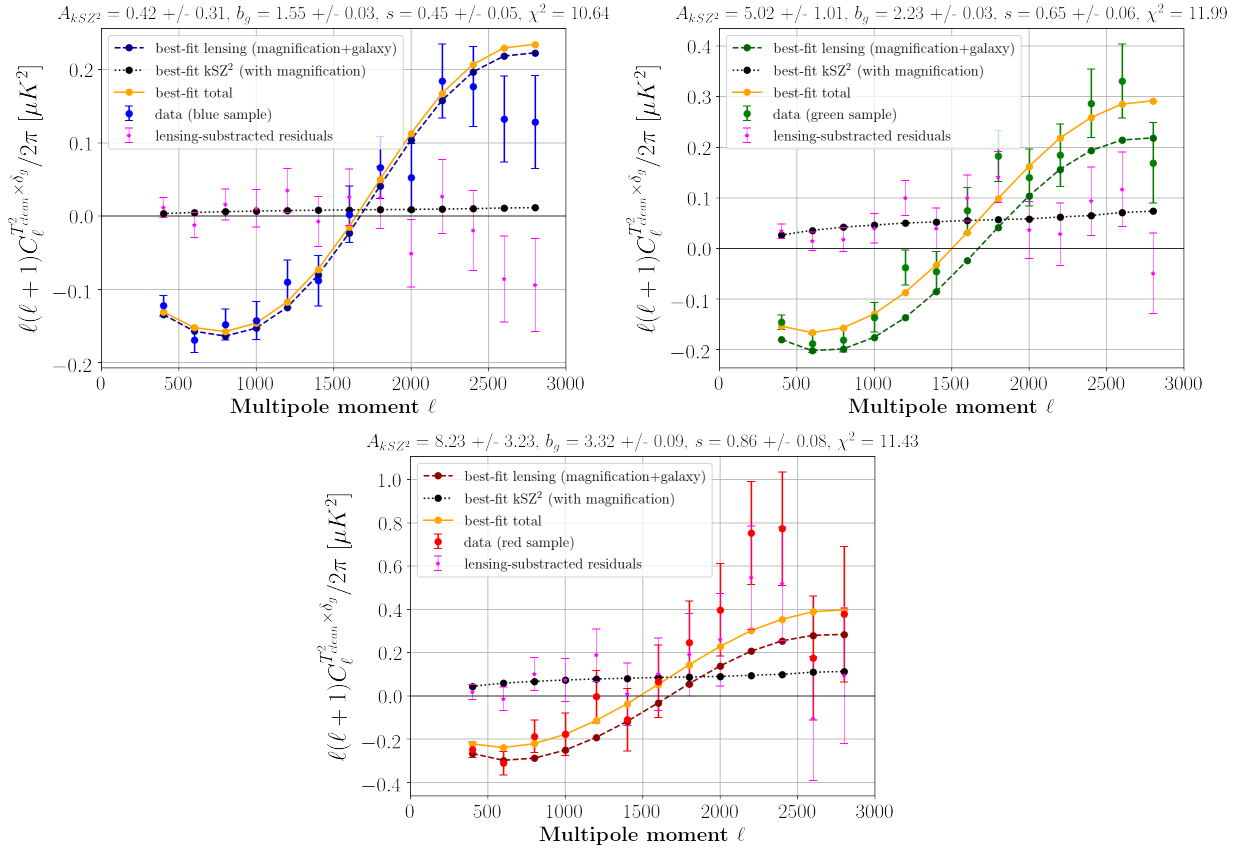 A_{kSZ²} = 0.42 +/- 0.31, b_g = 1.55 +/- 0.03, s = 0.45 +/- 0.05, χ² = 10.64
best-fit lensing (magnification+galaxy)
best-fit kSZ² (with magnification)
best-fit total
data (blue sample)
lensing-substracted residuals
ℓ(ℓ + 1)C_ℓ^{T²_{clean}×δ_g}/2π [μK²]
0.2
0.1
0.0
−0.1
−0.2
0 500 1000 1500 2000 2500 3000
Multipole moment ℓ
A_{kSZ²} = 5.02 +/- 1.01, b_g = 2.23 +/- 0.03, s = 0.65 +/- 0.06, χ² = 11.99
best-fit lensing (magnification+galaxy)
best-fit kSZ² (with magnification)
best-fit total
data (green sample)
lensing-substracted residuals
ℓ(ℓ + 1)C_ℓ^{T²_{clean}×δ_g}/2π [μK²]
0.4
0.3
0.2
0.1
0.0
−0.1
−0.2
0 500 1000 1500 2000 2500 3000
Multipole moment ℓ
A_{kSZ²} = 8.23 +/- 3.23, b_g = 3.32 +/- 0.09, s = 0.86 +/- 0.08, χ² = 11.43
best-fit lensing (magnification+galaxy)
best-fit kSZ² (with magnification)
best-fit total
data (red sample)
lensing-substracted residuals
ℓ(ℓ + 1)C_ℓ^{T²_{clean}×δ_g}/2π [μK²]
1.0
0.8
0.6
0.4
0.2
0.0
−0.2
−0.4
0 500 1000 1500 2000 2500 3000
Multipole moment ℓ